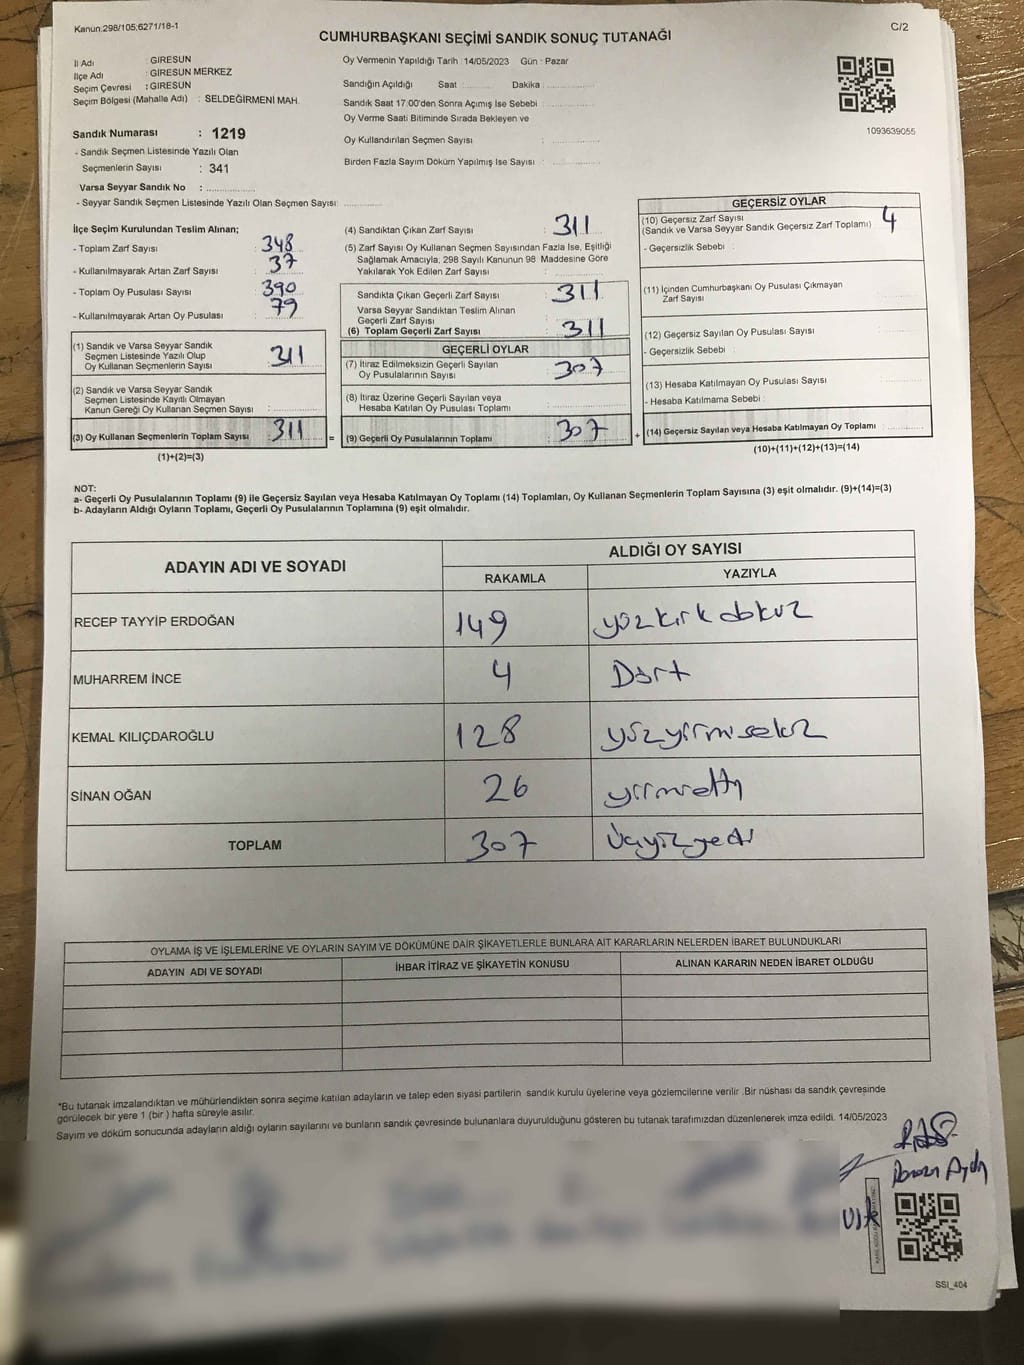 Kanun:298/105;6271/18-1
C/2
CUMHURBAŞKANI SEÇİMİ SANDIK SONUÇ TUTANAĞI
İl Adı : GİRESUN
İlçe Adı : GİRESUN MERKEZ
Seçim Çevresi : GİRESUN
Seçim Bölgesi (Mahalle Adı) : SELDEĞİRMENİ MAH.
Sandık Numarası : 1219
- Sandık Seçmen Listesinde Yazılı Olan
Seçmenlerin Sayısı : 341
Varsa Seyyar Sandık No :
- Seyyar Sandık Seçmen Listesinde Yazılı Olan Seçmen Sayısı:
Oy Vermenin Yapıldığı Tarih : 14/05/2023 Gün : Pazar
Sandığın Açıldığı Saat : Dakika :
Sandık Saat 17:00'den Sonra Açımış İse Sebebi :
Oy Verme Saati Bitiminde Sırada Bekleyen ve
Oy Kullandırılan Seçmen Sayısı :
Birden Fazla Sayım Döküm Yapılmış İse Sayısı :
1093639055
İlçe Seçim Kurulundan Teslim Alınan;
- Toplam Zarf Sayısı : 348
- Kullanılmayarak Artan Zarf Sayısı : 37
- Toplam Oy Pusulası Sayısı : 390
- Kullanılmayarak Artan Oy Pusulası : 79
(1) Sandık ve Varsa Seyyar Sandık
Seçmen Listesinde Yazılı Olup
Oy Kullanan Seçmenlerin Sayısı : 311
(2) Sandık ve Varsa Seyyar Sandık
Seçmen Listesinde Kayıtlı Olmayan
Kanun Gereği Oy Kullanan Seçmen Sayısı :
(3) Oy Kullanan Seçmenlerin Toplam Sayısı : 311
(1)+(2)=(3)
(4) Sandıktan Çıkan Zarf Sayısı : 311
(5) Zarf Sayısı Oy Kullanan Seçmen Sayısından Fazla İse, Eşitliği
Sağlamak Amacıyla, 298 Sayılı Kanunun 98 Maddesine Göre
Yakılarak Yok Edilen Zarf Sayısı :
Sandıkta Çıkan Geçerli Zarf Sayısı : 311
Varsa Seyyar Sandıktan Teslim Alınan
Geçerli Zarf Sayısı :
(6) Toplam Geçerli Zarf Sayısı : 311
GEÇERLİ OYLAR
(7) İtiraz Edilmeksizin Geçerli Sayılan
Oy Pusulalarının Sayısı : 307
(8) İtiraz Üzerine Geçerli Sayılan veya
Hesaba Katılan Oy Pusulası Toplamı :
= (9) Geçerli Oy Pusulalarının Toplamı : 307
GEÇERSİZ OYLAR
(10) Geçersiz Zarf Sayısı
(Sandık ve Varsa Seyyar Sandık Geçersiz Zarf Toplamı) : 4
- Geçersizlik Sebebi :
(11) İçinden Cumhurbaşkanı Oy Pusulası Çıkmayan
Zarf Sayısı :
(12) Geçersiz Sayılan Oy Pusulası Sayısı :
- Geçersizlik Sebebi :
(13) Hesaba Katılmayan Oy Pusulası Sayısı :
- Hesaba Katılmama Sebebi :
+ (14) Geçersiz Sayılan veya Hesaba Katılmayan Oy Toplamı :
(10)+(11)+(12)+(13)=(14)
NOT:
a- Geçerli Oy Pusulalarının Toplamı (9) ile Geçersiz Sayılan veya Hesaba Katılmayan Oy Toplamı (14) Toplamları, Oy Kullanan Seçmenlerin Toplam Sayısına (3) eşit olmalıdır. (9)+(14)=(3)
b- Adayların Aldığı Oyların Toplamı, Geçerli Oy Pusulalarının Toplamına (9) eşit olmalıdır.
ADAYIN ADI VE SOYADI
ALDIĞI OY SAYISI
RAKAMLA YAZIYLA
RECEP TAYYİP ERDOĞAN 149 yüzkırkdokuz
MUHARREM İNCE 4 Dört
KEMAL KILIÇDAROĞLU 128 yüzyirmisekiz
SİNAN OĞAN 26 yirmialtı
TOPLAM 307 Üçyüzyedi
OYLAMA İŞ VE İŞLEMLERİNE VE OYLARIN SAYIM VE DÖKÜMÜNE DAİR ŞİKAYETLERLE BUNLARA AİT KARARLARIN NELERDEN İBARET BULUNDUKLARI
ADAYIN ADI VE SOYADI İHBAR İTİRAZ VE ŞİKAYETİN KONUSU ALINAN KARARIN NEDEN İBARET OLDUĞU
*Bu tutanak imzalandıktan ve mühürlendikten sonra seçime katılan adayların ve talep eden siyasi partilerin sandık kurulu üyelerine veya gözlemcilerine verilir .Bir nüshası da sandık çevresinde
görülecek bir yere 1 (bir ) hafta süreyle asılır.
Sayım ve döküm sonucunda adayların aldığı oyların sayılarını ve bunların sandık çevresinde bulunanlara duyurulduğunu gösteren bu tutanak tarafımızdan düzenlenerek imza edildi. 14/05/2023
SSİ_404